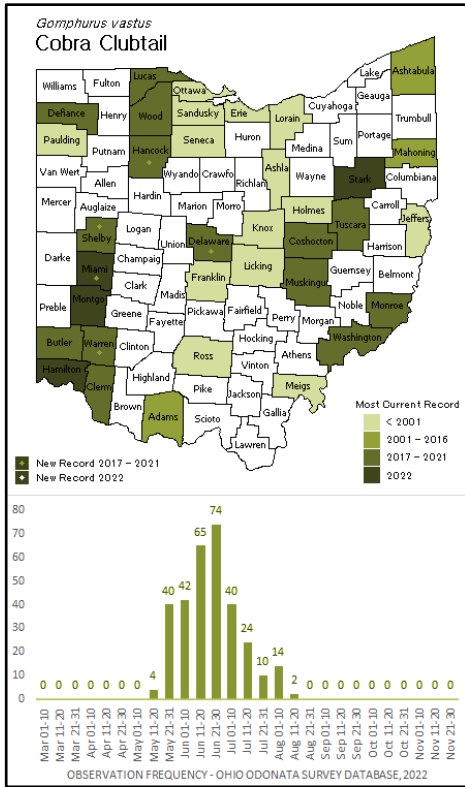 Gomphurus vastus
Cobra Clubtail
Williams
Fulton
Lucas
Ottawa
Lake
Ashtabula
Geauga
Defiance
Henry
Wood
Sandusky
Erie
Lorain
Cuyahoga
Trumbull
Paulding
Putnam
Hancock
Seneca
Huron
Medina
Sum
Portage
Mahoning
Van Wert
Allen
Wyando
Crawfo
Richlan
Ashla
Wayne
Stark
Columbiana
Mercer
Auglaize
Hardin
Marion
Morro
Holmes
Carroll
Jeffers
Shelby
Logan
Union
Delaware
Knox
Coshocton
Tuscara
Harrison
Darke
Miami
Champaig
Licking
Muskingur
Guernsey
Belmont
Clark
Madis
Franklin
Preble
Montgo
Greene
Fayette
Pickawa
Fairfield
Perry
Morgan
Noble
Monroe
Butler
Warren
Clinton
Ross
Hocking
Athens
Washington
Hamilton
Clerm
Highland
Vinton
Meigs
Brown
Adams
Pike
Scioto
Jackson
Gallia
Lawren
Most Current Record
< 2001
2001 – 2016
2017 – 2021
2022
New Record 2017 – 2021
New Record 2022
80
70
60
50
40
30
20
10
0
0 0 0 0 0 0 0 4 40 42 65 74 40 24 10 14 2 0 0 0 0 0 0 0 0 0 0
Mar 01-10
Mar 11-20
Mar 21-31
Apr 01-10
Apr 11-20
Apr 21-30
May 01-10
May 11-20
May 21-31
Jun 01-10
Jun 11-20
Jun 21-30
Jul 01-10
Jul 11-20
Jul 21-31
Aug 01-10
Aug 11-20
Aug 21-31
Sep 01-10
Sep 11-20
Sep 21-30
Oct 01-10
Oct 11-20
Oct 21-31
Nov 01-10
Nov 11-20
Nov 21-30
OBSERVATION FREQUENCY - OHIO ODONATA SURVEY DATABASE, 2022